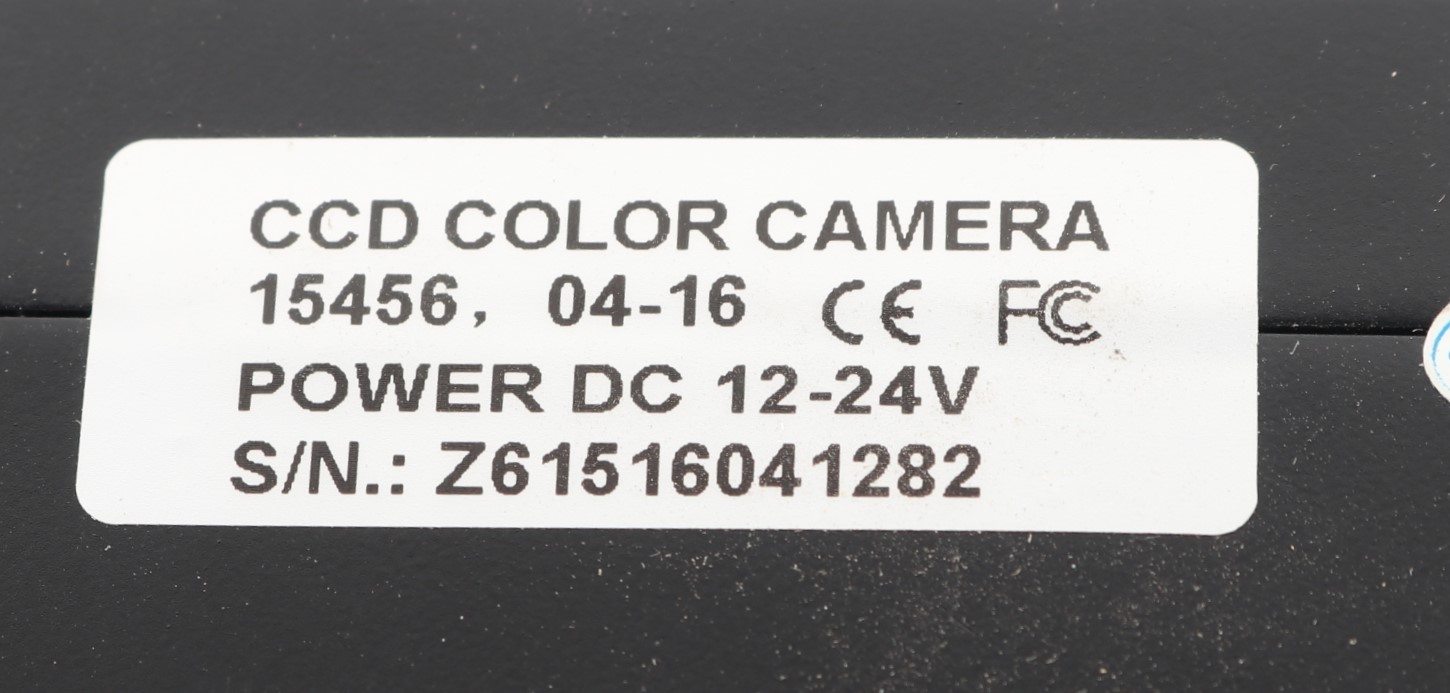 CCD COLOR CAMERA
15456, 04-16 CE FC
POWER DC 12-24V
S/N.: Z61516041282